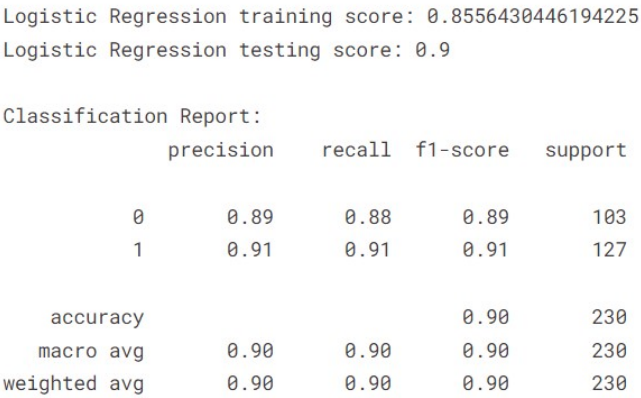 Logistic Regression training score: 0.8556430446194225
Logistic Regression testing score: 0.9
Classification Report:
precision recall f1-score support
0 0.89 0.88 0.89 103
1 0.91 0.91 0.91 127
accuracy 0.90 230
macro avg 0.90 0.90 0.90 230
weighted avg 0.90 0.90 0.90 230